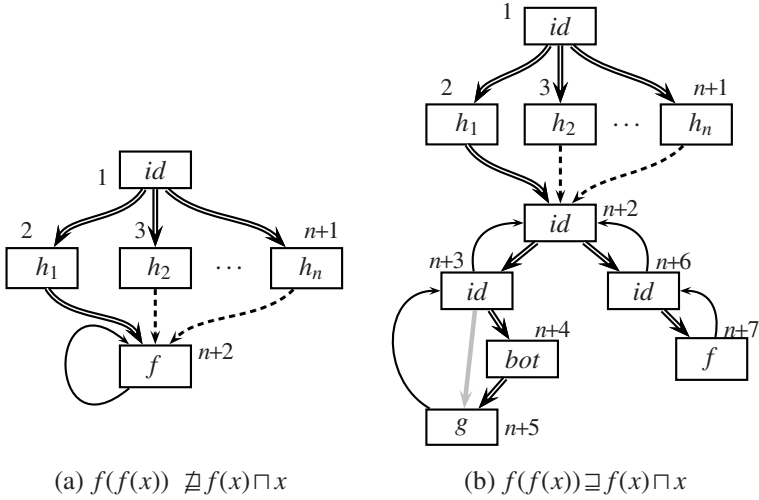 1
id
2
3
n+1
h₁
h₂
…
hₙ
f
n+2
(a) f(f(x)) ⋣ f(x)⊓x
1
id
2
3
n+1
h₁
h₂
…
hₙ
id
n+2
n+3
id
n+6
id
n+4
bot
n+7
f
g
n+5
(b) f(f(x))⊒f(x)⊓x